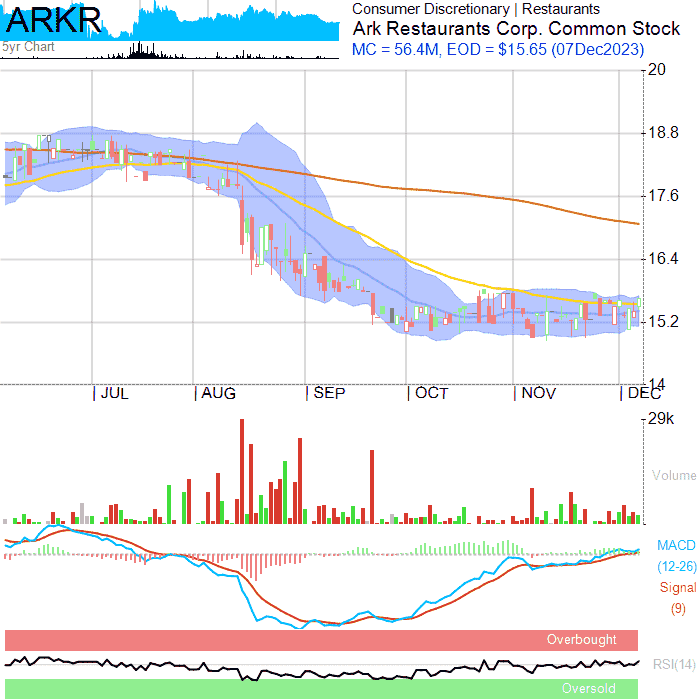 ARKR
5yr Chart
Consumer Discretionary | Restaurants
Ark Restaurants Corp. Common Stock
MC = 56.4M, EOD = $15.65 (07Dec2023)
20
18.8
17.6
16.4
15.2
14
JUL AUG SEP OCT NOV DEC
29k
Volume
MACD
(12-26)
Signal
(9)
Overbought
RSI(14)
Oversold